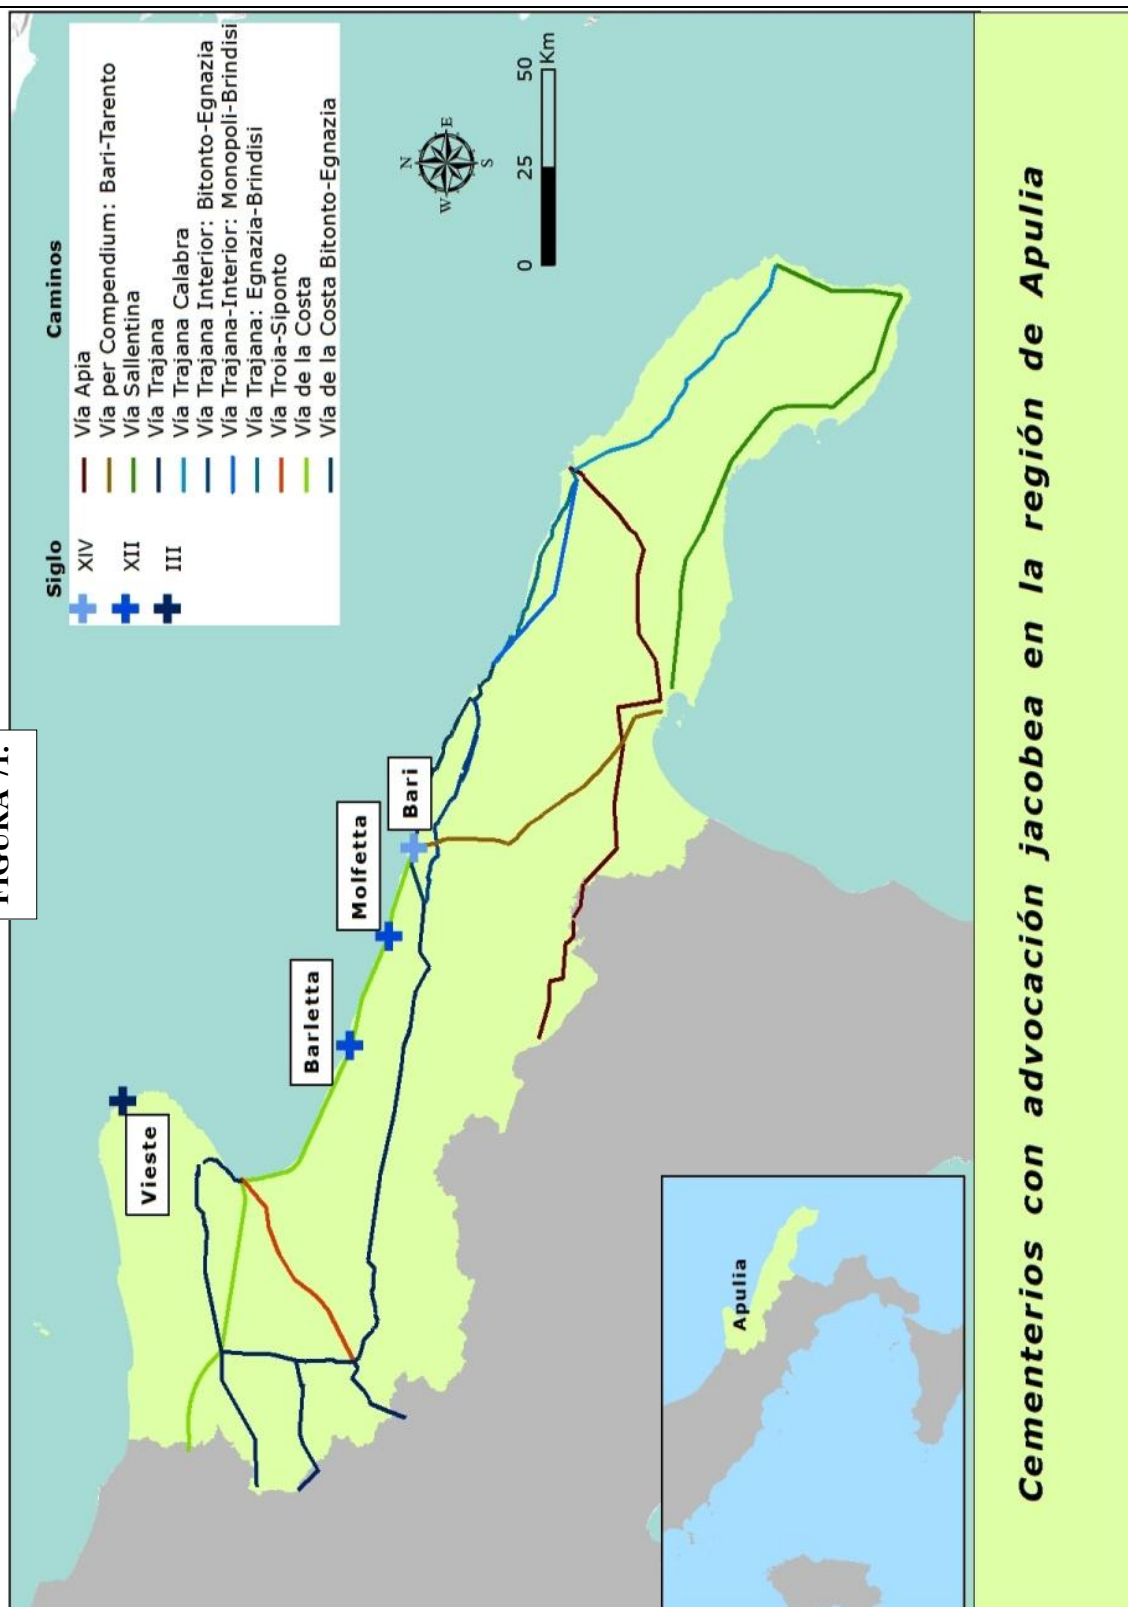 FIGURA 71.
Siglo
XIV
XII
III
Caminos
Vía Apia
Vía per Compendium: Bari-Tarento
Vía Sallentina
Vía Trajana
Vía Trajana Calabra
Vía Trajana Interior: Bitonto-Egnazia
Vía Trajana-Interior: Monopoli-Brindisi
Vía Trajana: Egnazia-Brindisi
Vía Troia-Siponto
Vía de la Costa
Vía de la Costa Bitonto-Egnazia
N
W
E
S
0 25 50 Km
Vieste
Barletta
Molfetta
Bari
Apulia
Cementerios con advocación jacobea en la región de Apulia